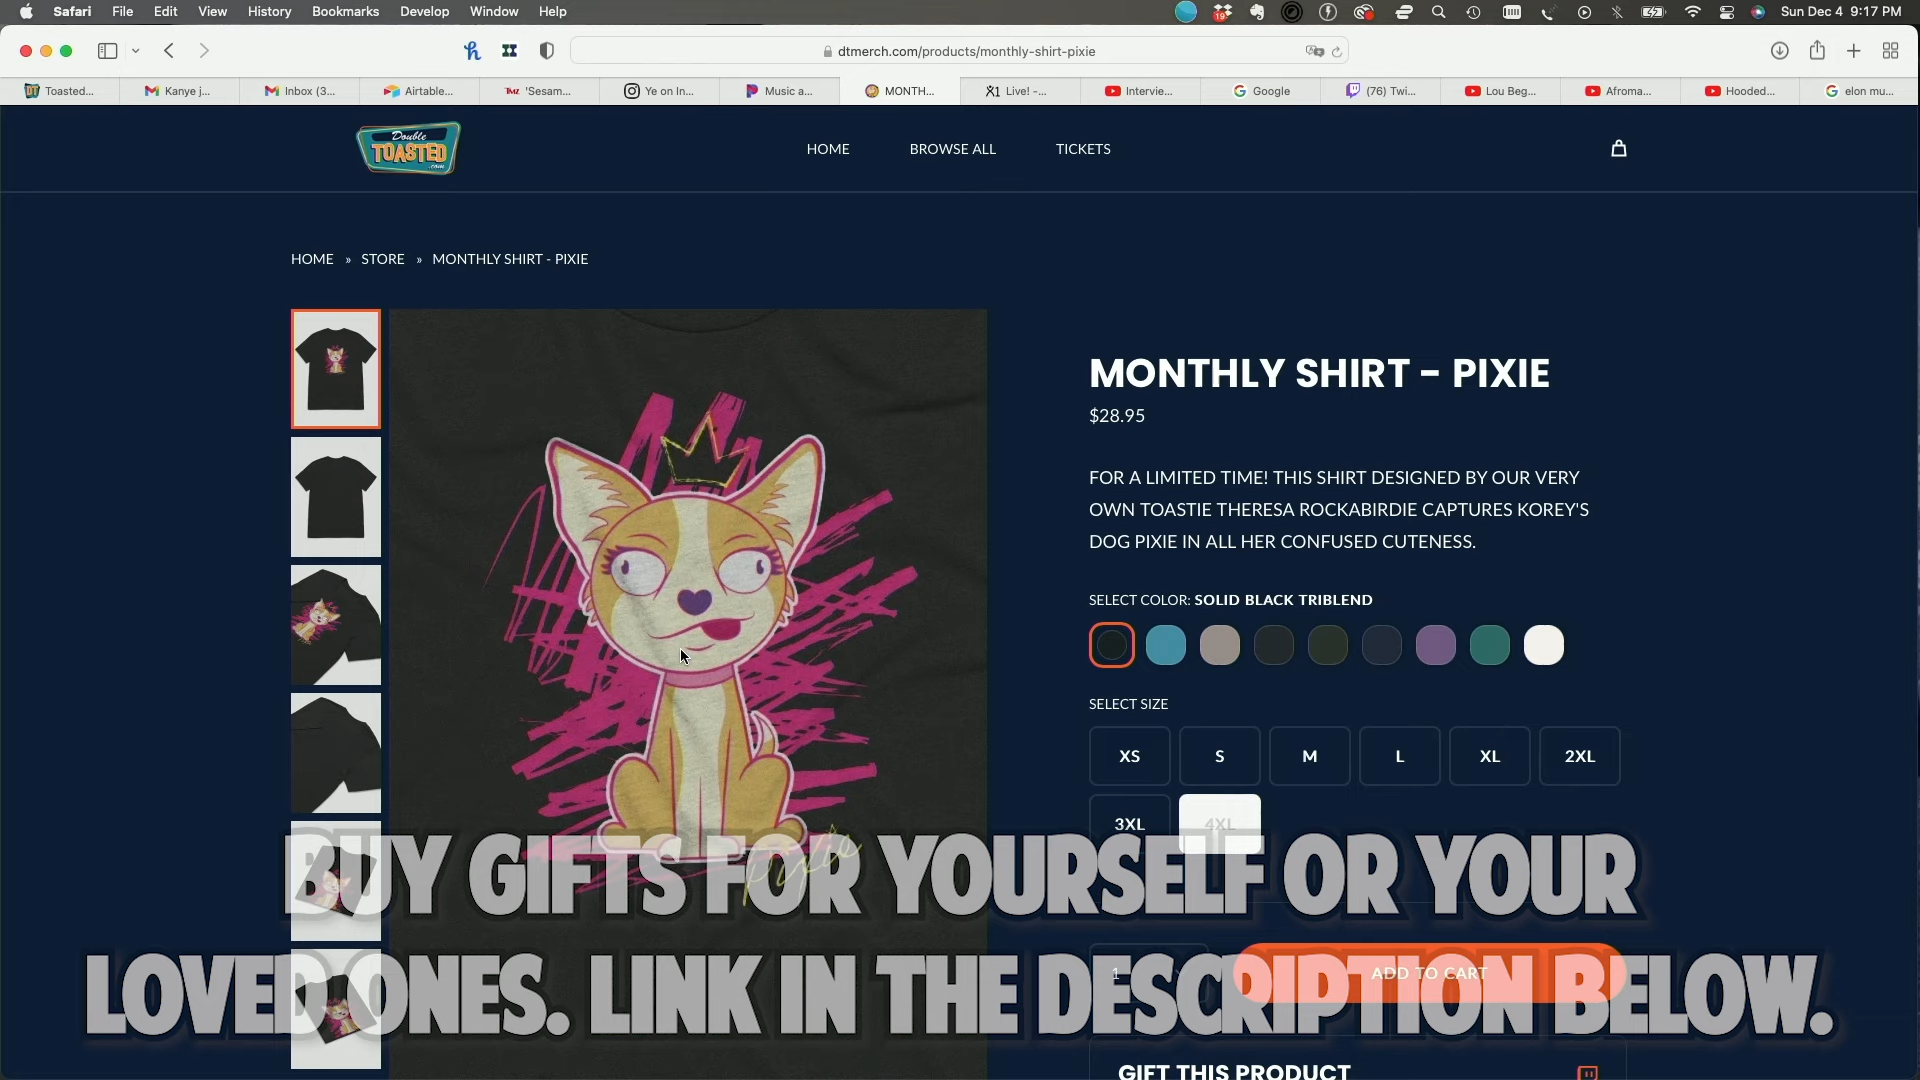 Safari File Edit View History Bookmarks Develop Window Help
19
Sun Dec 4 9:17 PM
dtmerch.com/products/monthly-shirt-pixie
Toasted...
Kanye j...
Inbox (3...
Airtable...
TMZ 'Sesam...
Ye on In...
Music a...
MONTH...
Live! -...
Intervie...
Google
(76) Twi...
Lou Beg...
Afroma...
Hooded...
elon mu...
Double
TOASTED
.com
HOME
BROWSE ALL
TICKETS
HOME » STORE » MONTHLY SHIRT - PIXIE
MONTHLY SHIRT - PIXIE
$28.95
FOR A LIMITED TIME! THIS SHIRT DESIGNED BY OUR VERY
OWN TOASTIE THERESA ROCKABIRDIE CAPTURES KOREY'S
DOG PIXIE IN ALL HER CONFUSED CUTENESS.
SELECT COLOR: SOLID BLACK TRIBLEND
SELECT SIZE
XS S M L XL 2XL
3XL 4XL
Pixie
BUY GIFTS FOR YOURSELF OR YOUR
LOVED ONES. LINK IN THE DESCRIPTION BELOW.
1
ADD TO CART
GIFT THIS PRODUCT